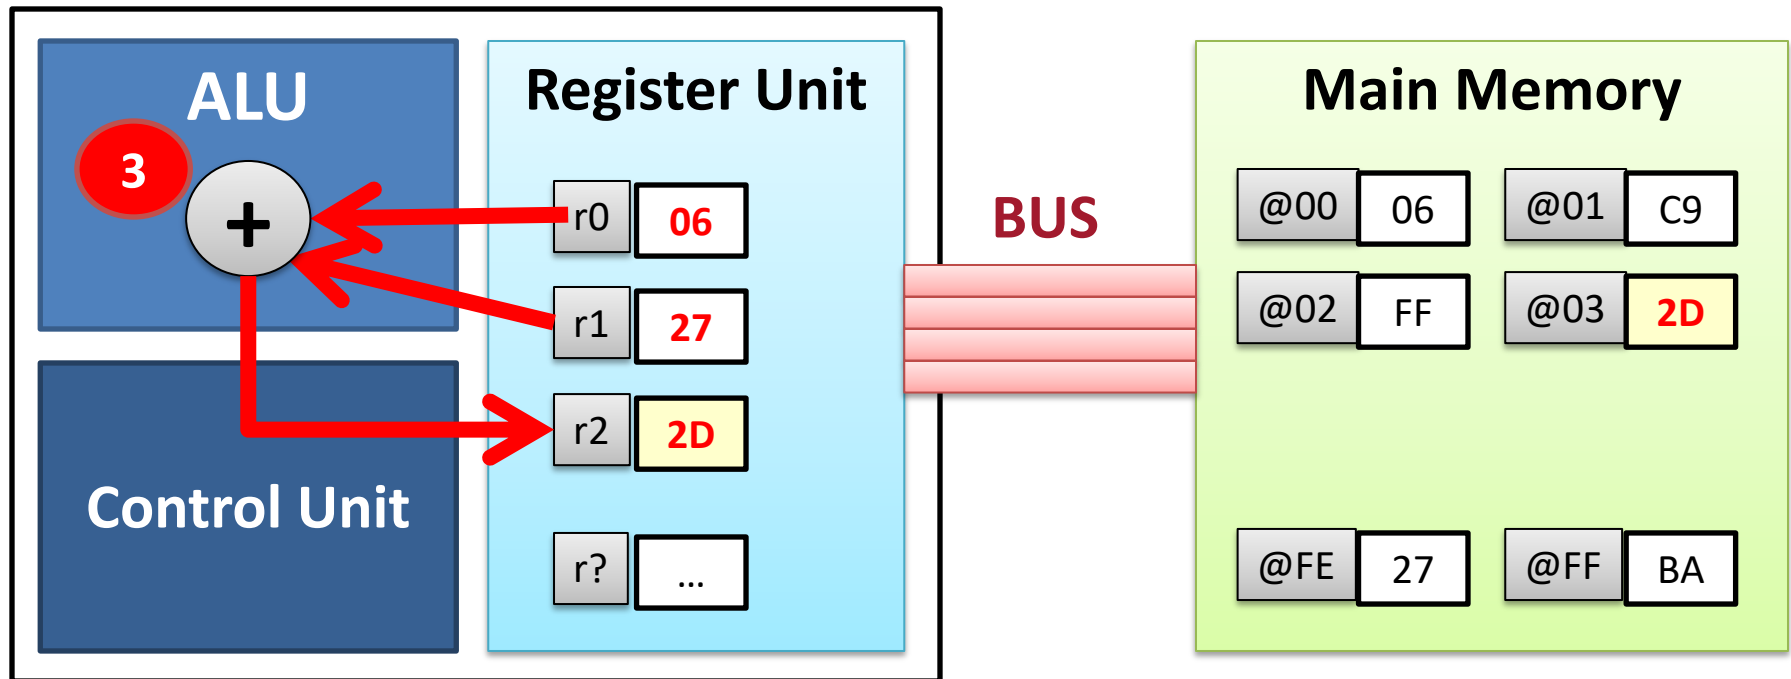 ALU
3
+
Control Unit
Register Unit
r0 06
r1 27
r2 2D
r? ...
BUS
Main Memory
@00 06 @01 C9
@02 FF @03 2D
@FE 27 @FF BA